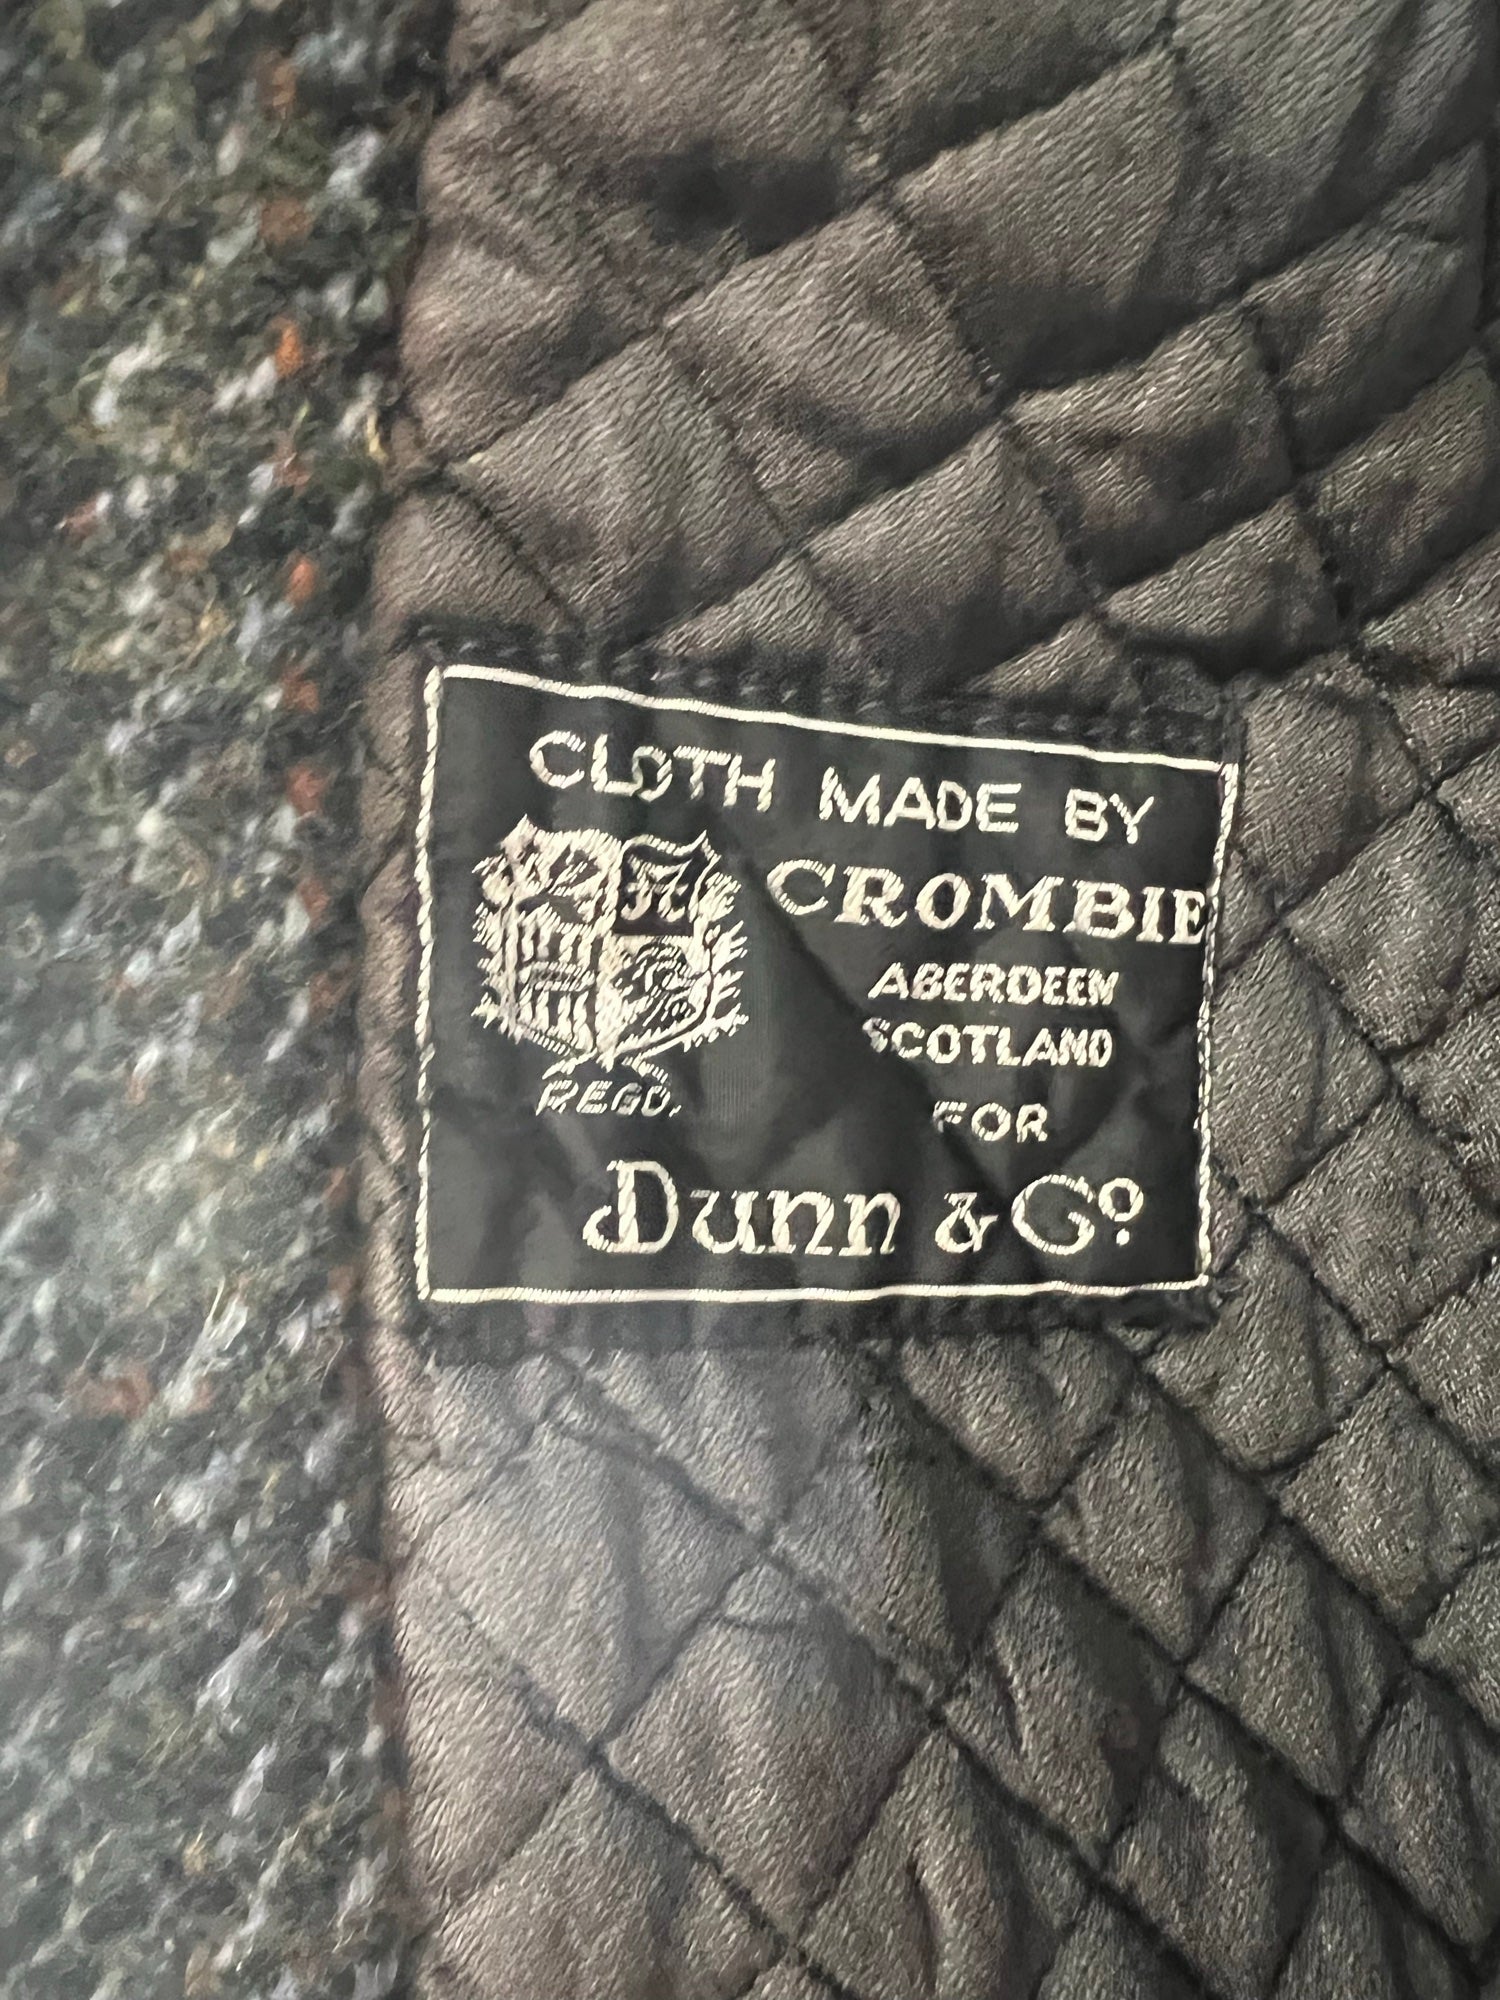 CLOTH MADE BY
CROMBIE
ABERDEEN
SCOTLAND
REGD.
FOR
Dunn & Co